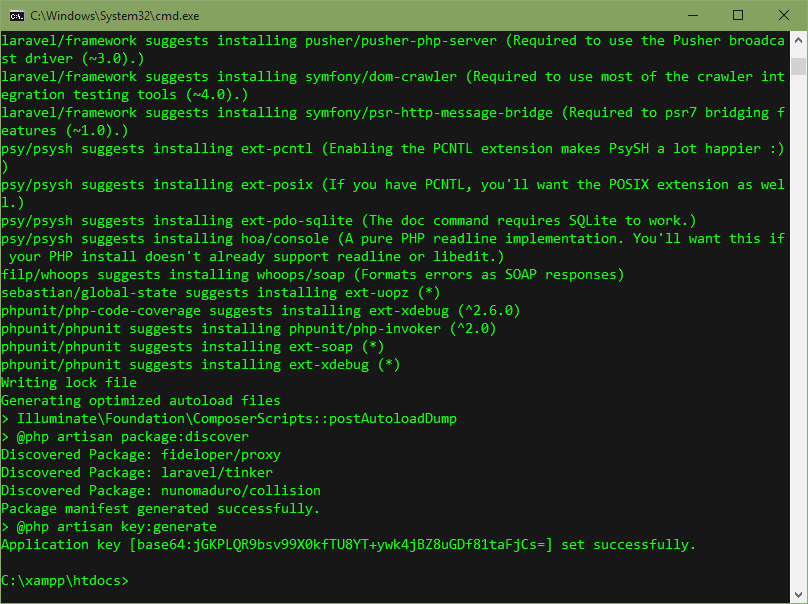 C:\Windows\System32\cmd.exe
laravel/framework suggests installing pusher/pusher-php-server (Required to use the Pusher broadca
st driver (~3.0).)
laravel/framework suggests installing symfony/dom-crawler (Required to use most of the crawler int
egration testing tools (~4.0).)
laravel/framework suggests installing symfony/psr-http-message-bridge (Required to psr7 bridging f
eatures (~1.0).)
psy/psysh suggests installing ext-pcntl (Enabling the PCNTL extension makes PsySH a lot happier :)
)
psy/psysh suggests installing ext-posix (If you have PCNTL, you'll want the POSIX extension as wel
l.)
psy/psysh suggests installing ext-pdo-sqlite (The doc command requires SQLite to work.)
psy/psysh suggests installing hoa/console (A pure PHP readline implementation. You'll want this if
 your PHP install doesn't already support readline or libedit.)
filp/whoops suggests installing whoops/soap (Formats errors as SOAP responses)
sebastian/global-state suggests installing ext-uopz (*)
phpunit/php-code-coverage suggests installing ext-xdebug (^2.6.0)
phpunit/phpunit suggests installing phpunit/php-invoker (^2.0)
phpunit/phpunit suggests installing ext-soap (*)
phpunit/phpunit suggests installing ext-xdebug (*)
Writing lock file
Generating optimized autoload files
> Illuminate\Foundation\ComposerScripts::postAutoloadDump
> @php artisan package:discover
Discovered Package: fideloper/proxy
Discovered Package: laravel/tinker
Discovered Package: nunomaduro/collision
Package manifest generated successfully.
> @php artisan key:generate
Application key [base64:jGKPLQR9bsv99X0kfTU8YT+ywk4jBZ8uGDf81taFjCs=] set successfully.
C:\xampp\htdocs>